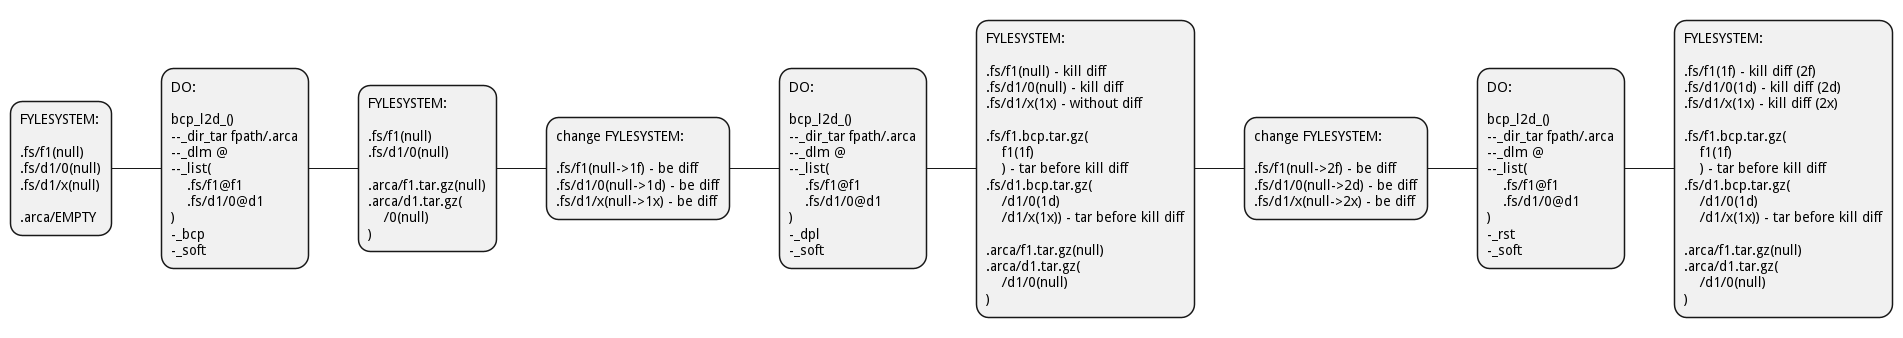 FYLESYSTEM:

.fs/f1(null)
.fs/d1/0(null)
.fs/d1/x(null)

.arca/EMPTY

DO:

bcp_l2d_()
--_dir_tar fpath/.arca
--_dlm @
--_list(
    .fs/f1@f1
    .fs/d1/0@d1
)
-_bcp
-_soft

FYLESYSTEM:

.fs/f1(null)
.fs/d1/0(null)

.arca/f1.tar.gz(null)
.arca/d1.tar.gz(
    /0(null)
)

change FYLESYSTEM:

.fs/f1(null->1f) - be diff
.fs/d1/0(null->1d) - be diff
.fs/d1/x(null->1x) - be diff

DO:

bcp_l2d_()
--_dir_tar fpath/.arca
--_dlm @
--_list(
    .fs/f1@f1
    .fs/d1/0@d1
)
-_dpl
-_soft

FYLESYSTEM:

.fs/f1(null) - kill diff
.fs/d1/0(null) - kill diff
.fs/d1/x(1x) - without diff

.fs/f1.bcp.tar.gz(
    f1(1f)
    ) - tar before kill diff
.fs/d1.bcp.tar.gz(
    /d1/0(1d)
    /d1/x(1x)) - tar before kill diff

.arca/f1.tar.gz(null)
.arca/d1.tar.gz(
    /d1/0(null)
)

change FYLESYSTEM:

.fs/f1(null->2f) - be diff
.fs/d1/0(null->2d) - be diff
.fs/d1/x(null->2x) - be diff

DO:

bcp_l2d_()
--_dir_tar fpath/.arca
--_dlm @
--_list(
    .fs/f1@f1
    .fs/d1/0@d1
)
-_rst
-_soft

FYLESYSTEM:

.fs/f1(1f) - kill diff (2f)
.fs/d1/0(1d) - kill diff (2d)
.fs/d1/x(1x) - kill diff (2x)

.fs/f1.bcp.tar.gz(
    f1(1f)
    ) - tar before kill diff
.fs/d1.bcp.tar.gz(
    /d1/0(1d)
    /d1/x(1x)) - tar before kill diff

.arca/f1.tar.gz(null)
.arca/d1.tar.gz(
    /d1/0(null)
)